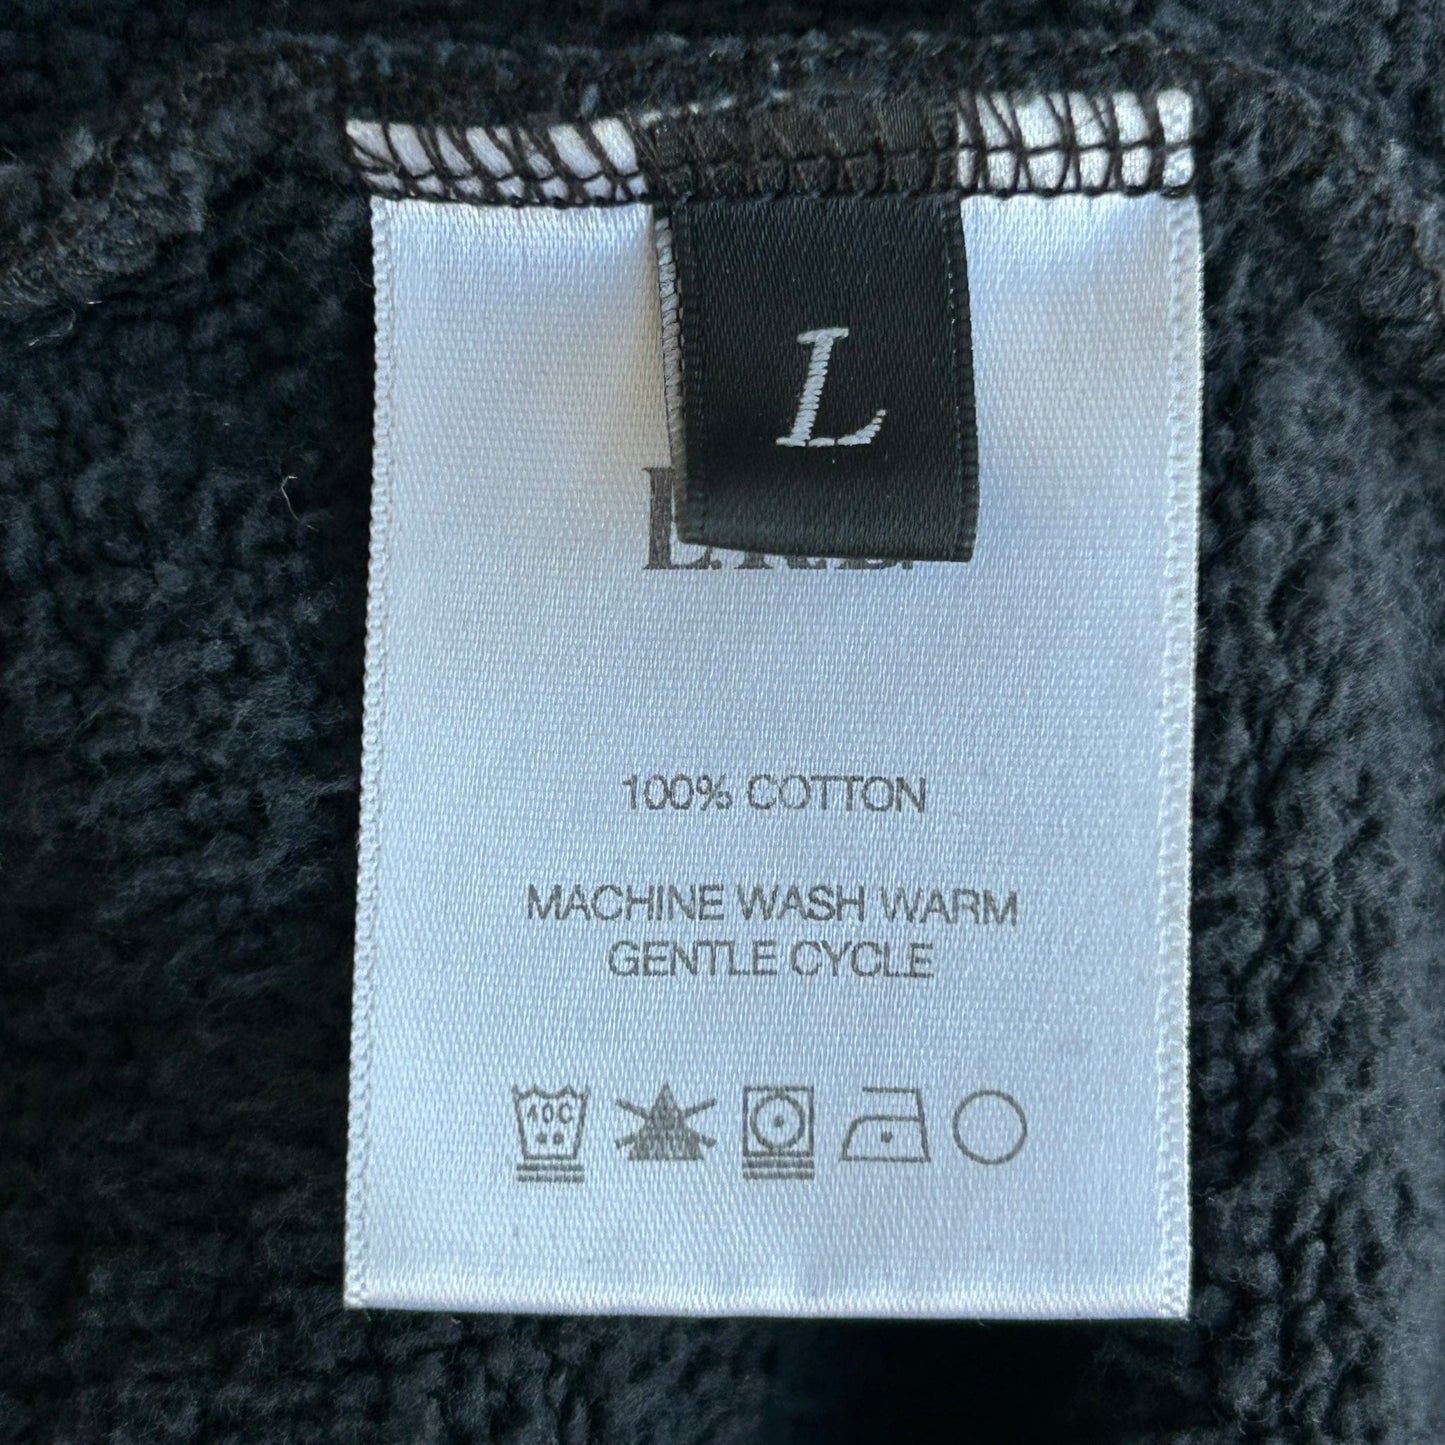 L
100% COTTON
MACHINE WASH WARM
GENTLE CYCLE
40C